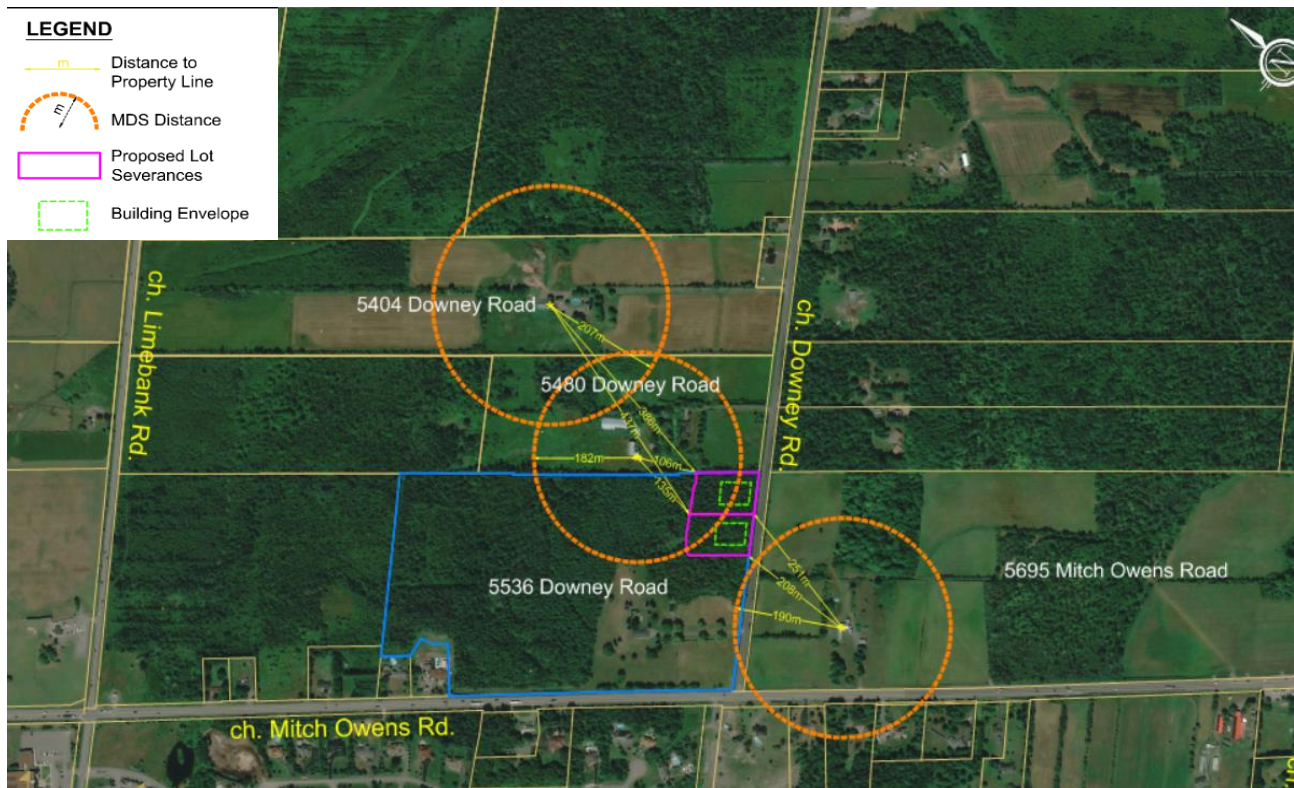 LEGEND
m
Distance to
Property Line
m
MDS Distance
Proposed Lot
Severances
Building Envelope
N
ch. Limebank Rd.
5404 Downey Road
207m
ch. Downey Rd.
5480 Downey Road
388m
182m
106m
135m
251m
5536 Downey Road
208m
5695 Mitch Owens Road
190m
ch. Mitch Owens Rd.
ch.